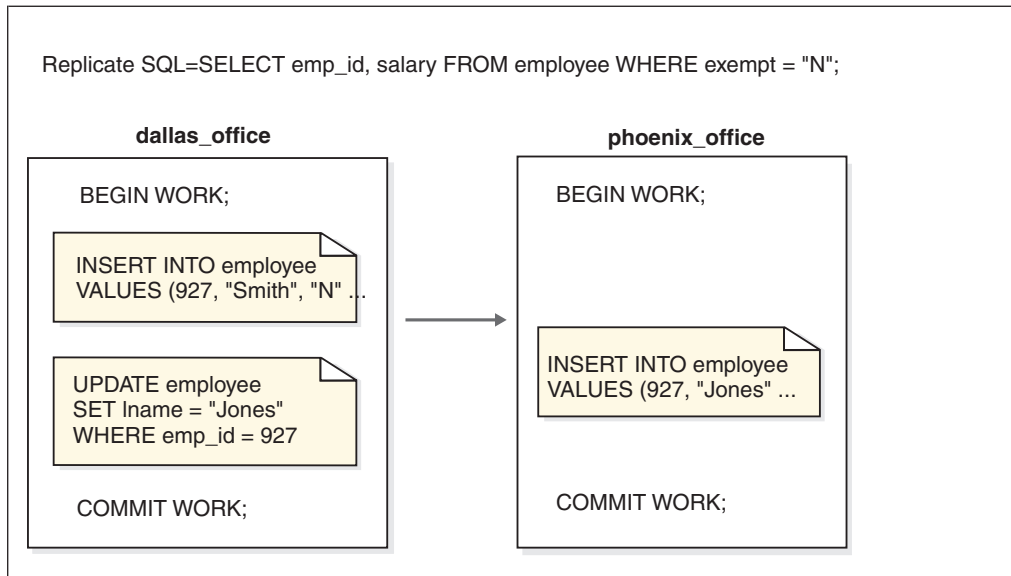 Replicate SQL=SELECT emp_id, salary FROM employee WHERE exempt = "N";
dallas_office
BEGIN WORK;
INSERT INTO employee
VALUES (927, "Smith", "N" ...
UPDATE employee
SET lname = "Jones"
WHERE emp_id = 927
COMMIT WORK;
phoenix_office
BEGIN WORK;
INSERT INTO employee
VALUES (927, "Jones" ...
COMMIT WORK;